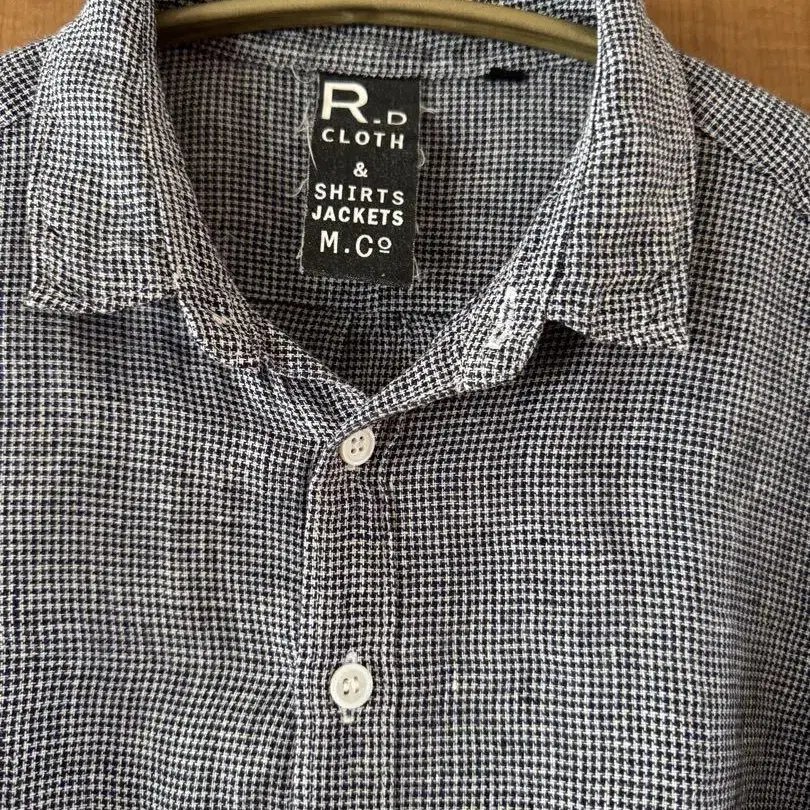 R.D
CLOTH
&
SHIRTS
JACKETS
M.Cº